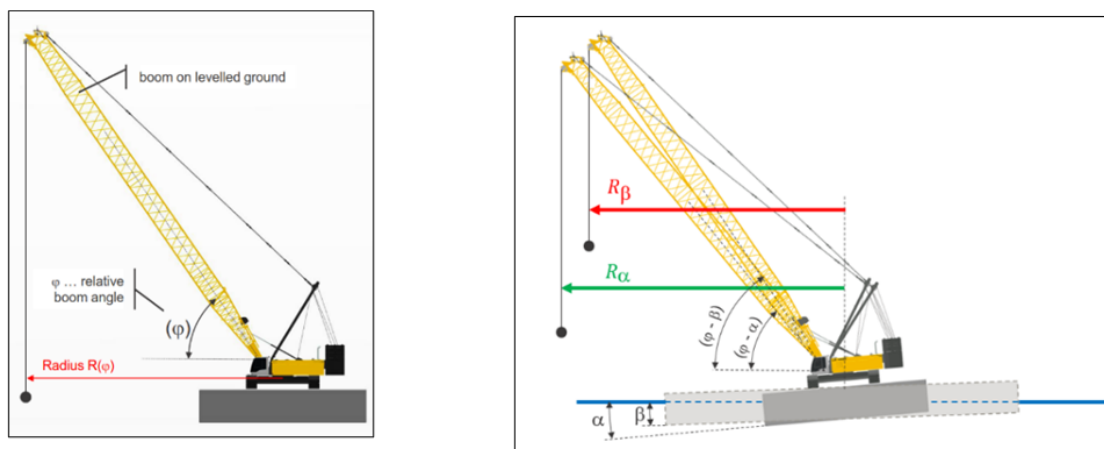 boom on levelled ground
φ ... relative
boom angle
(φ)
Radius R(φ)
Rβ
Rα
(φ - β)
(φ - α)
α
β